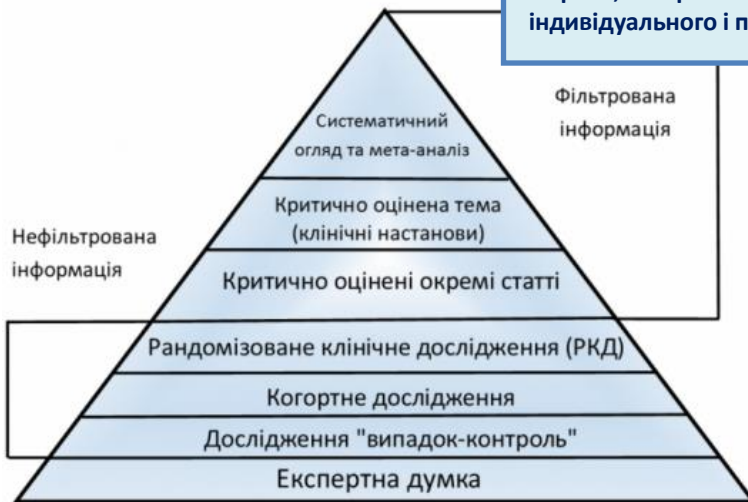 індивідуального і п
Фільтрована
інформація
Систематичний
огляд та мета-аналіз
Критично оцінена тема
(клінічні настанови)
Нефільтрована
інформація
Критично оцінені окремі статті
Рандомізоване клінічне дослідження (РКД)
Когортне дослідження
Дослідження "випадок-контроль"
Експертна думка